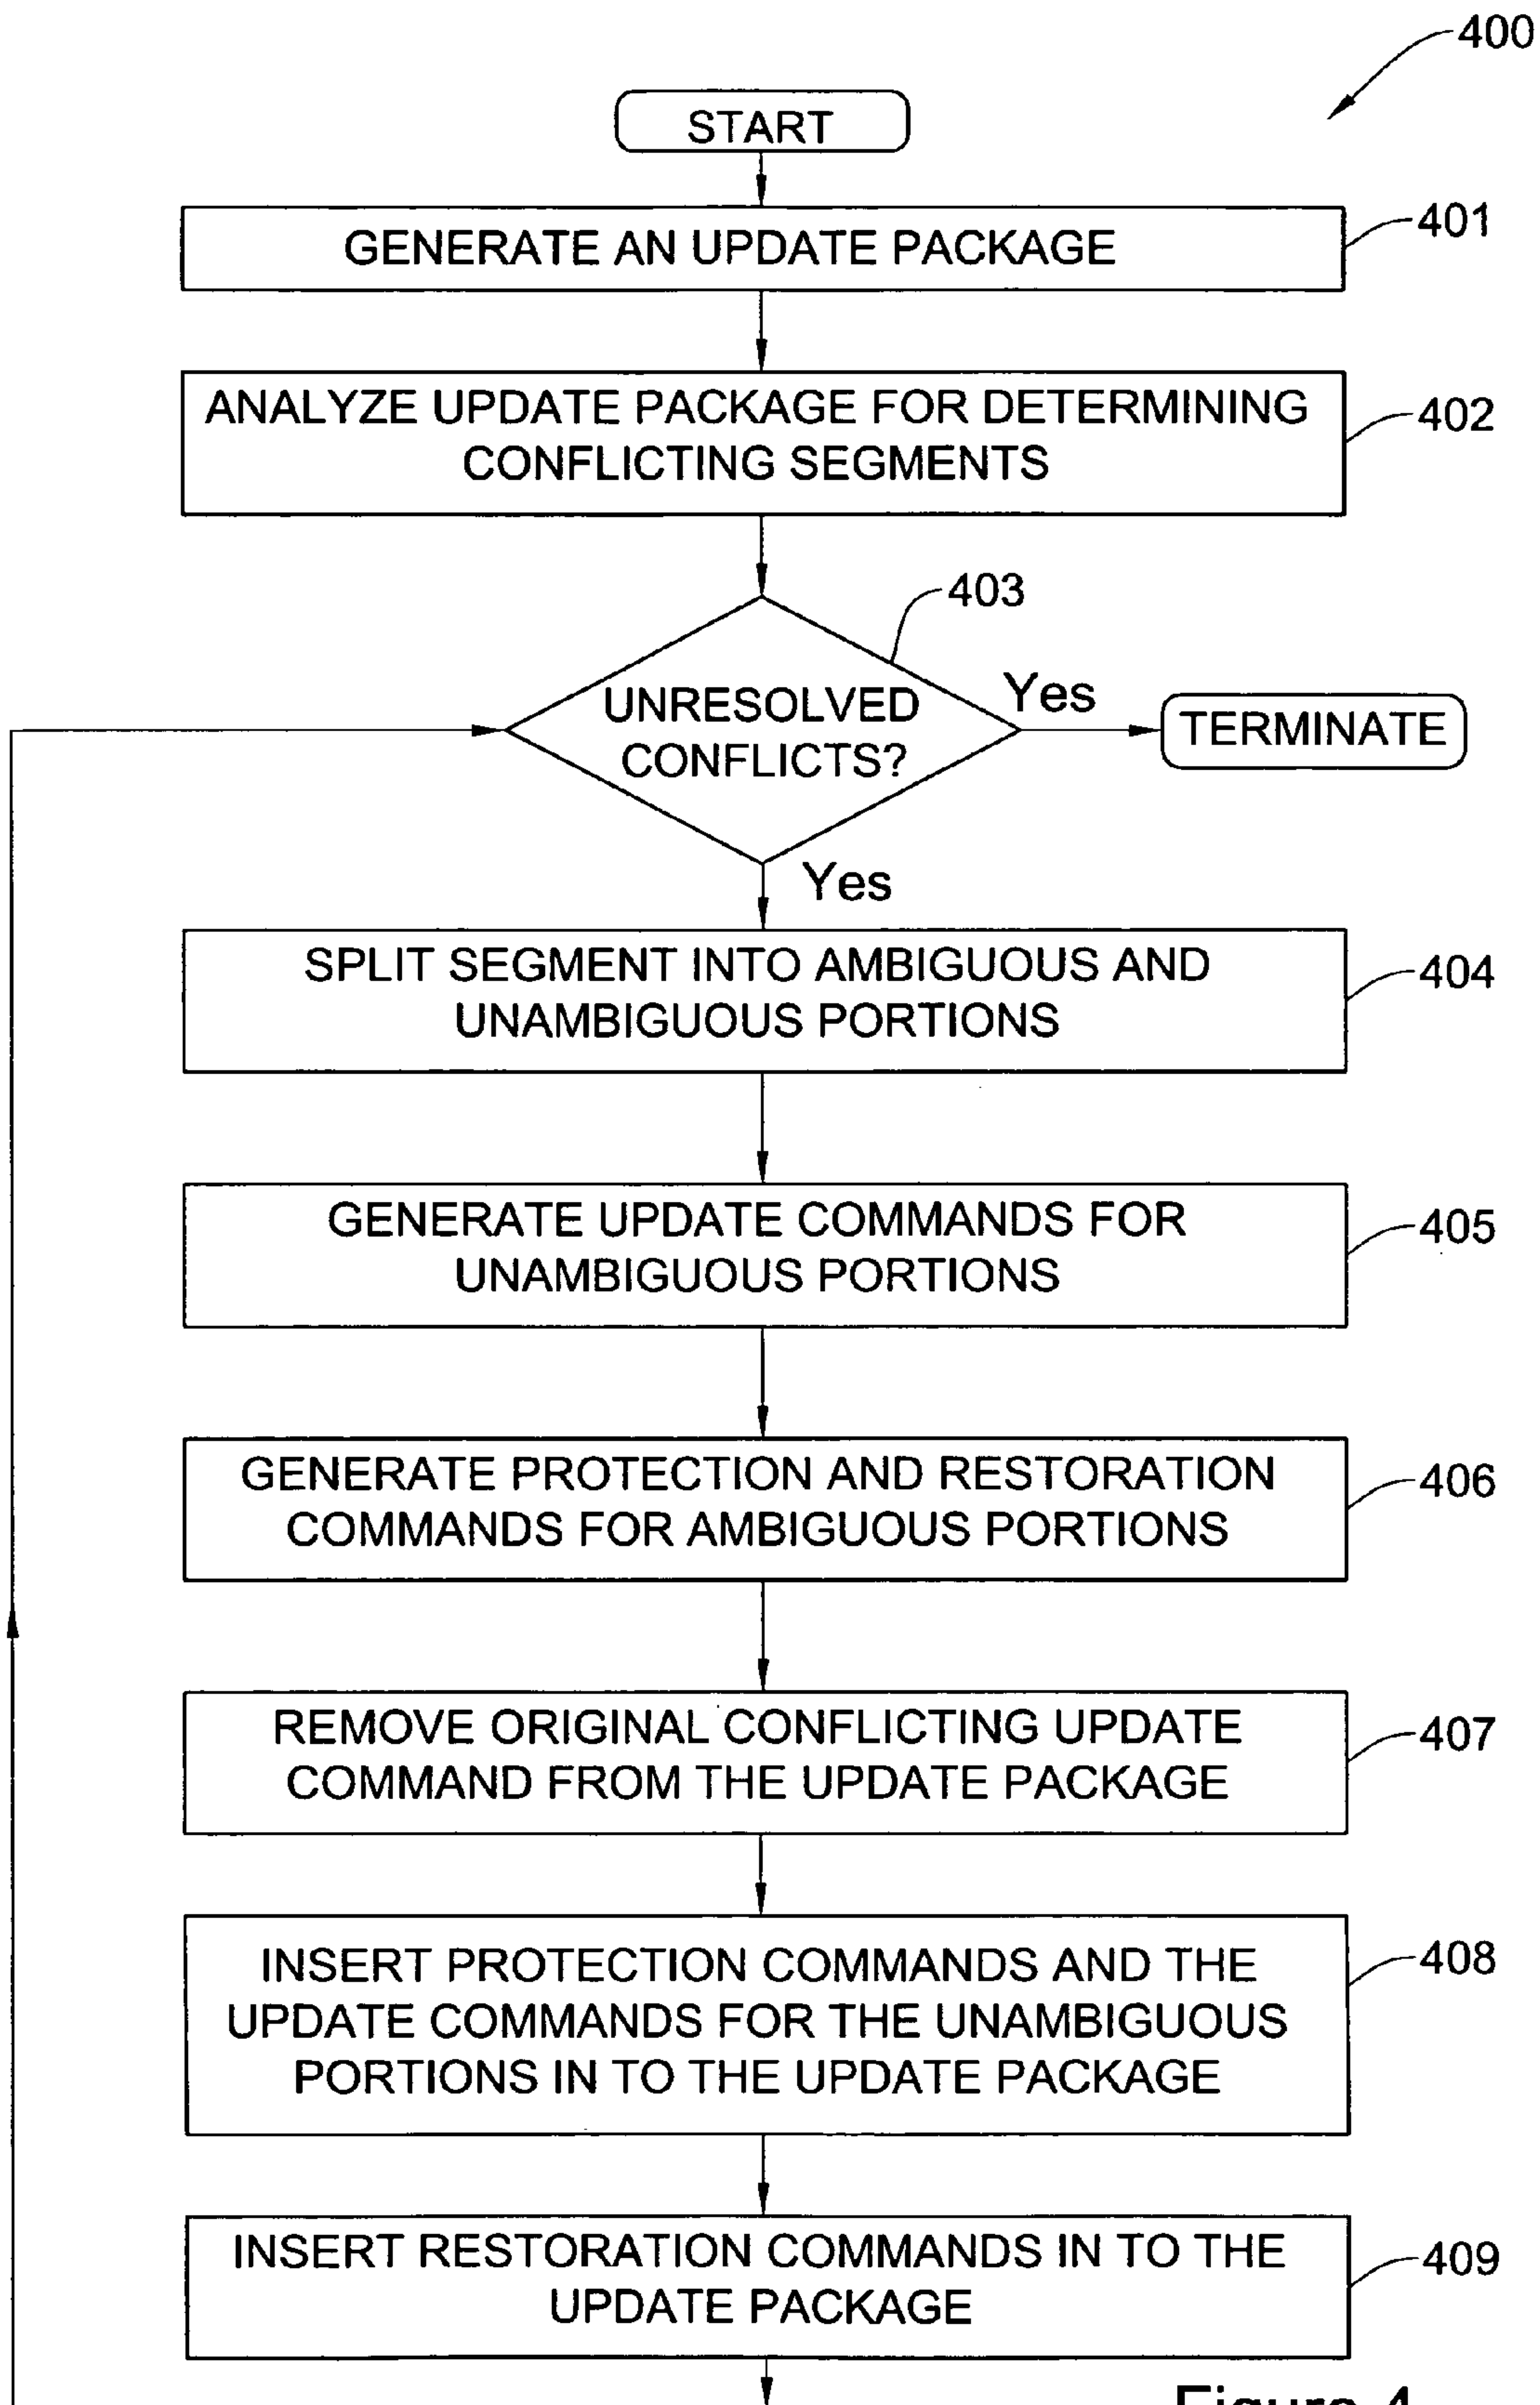 400
START
GENERATE AN UPDATE PACKAGE
401
ANALYZE UPDATE PACKAGE FOR DETERMINING
CONFLICTING SEGMENTS
402
403
UNRESOLVED
CONFLICTS?
Yes
TERMINATE
Yes
SPLIT SEGMENT INTO AMBIGUOUS AND
UNAMBIGUOUS PORTIONS
404
GENERATE UPDATE COMMANDS FOR
UNAMBIGUOUS PORTIONS
405
GENERATE PROTECTION AND RESTORATION
COMMANDS FOR AMBIGUOUS PORTIONS
406
REMOVE ORIGINAL CONFLICTING UPDATE
COMMAND FROM THE UPDATE PACKAGE
407
INSERT PROTECTION COMMANDS AND THE
UPDATE COMMANDS FOR THE UNAMBIGUOUS
PORTIONS IN TO THE UPDATE PACKAGE
408
INSERT RESTORATION COMMANDS IN TO THE
UPDATE PACKAGE
409
Figure 4